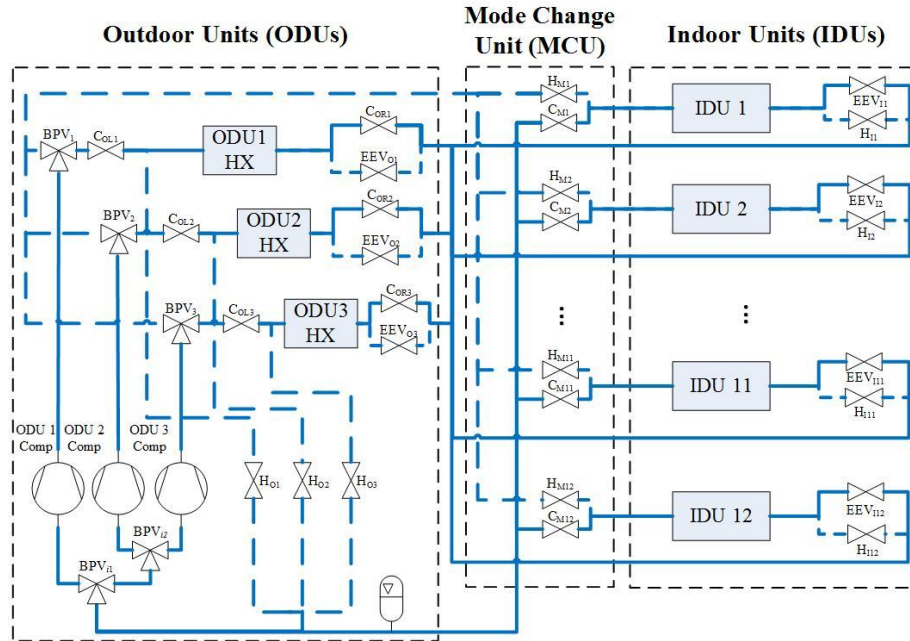 Outdoor Units (ODUs)
Mode Change
Unit (MCU)
Indoor Units (IDUs)
BPV1
COL1
ODU1
HX
COR1
EEVO1
BPV2
COL2
ODU2
HX
COR2
EEVO2
BPV3
COL3
ODU3
HX
COR3
EEVO3
ODU 1
Comp
ODU 2
Comp
ODU 3
Comp
HO1
HO2
HO3
BPVi2
BPVi1
HM1
CM1
HM2
CM2
...
HM11
CM11
HM12
CM12
IDU 1
EEVI1
HI1
IDU 2
EEVI2
HI2
...
IDU 11
EEVI11
HI11
IDU 12
EEVI12
HI12